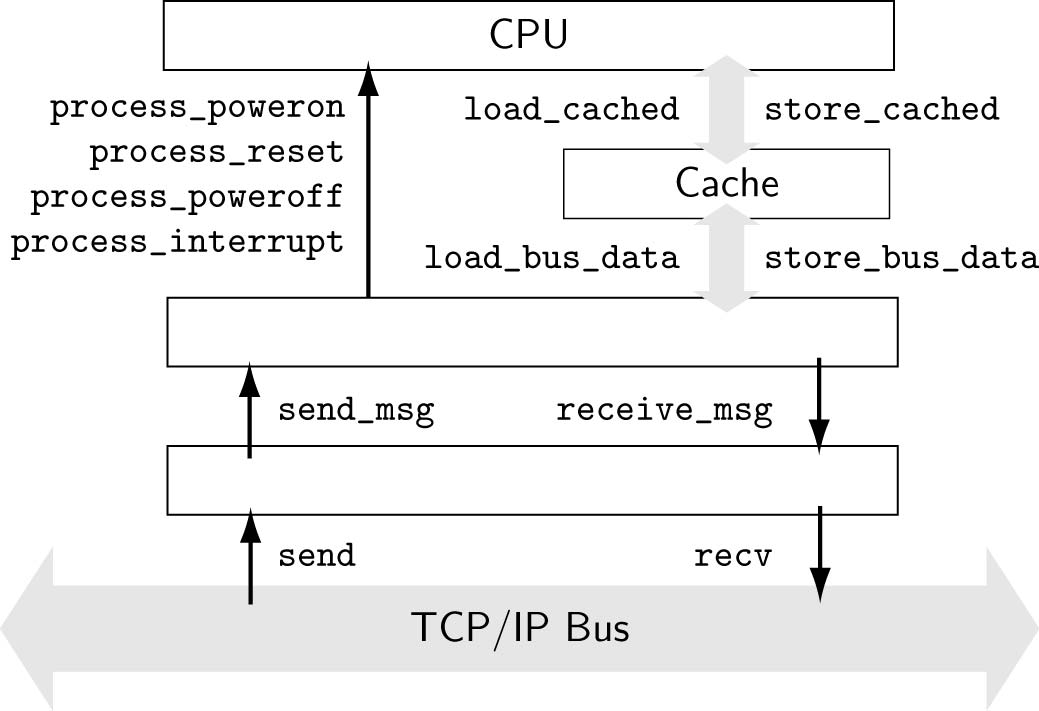 CPU
process_poweron
process_reset
process_poweroff
process_interrupt
load_cached
store_cached
Cache
load_bus_data
store_bus_data
send_msg
receive_msg
send
recv
TCP/IP Bus